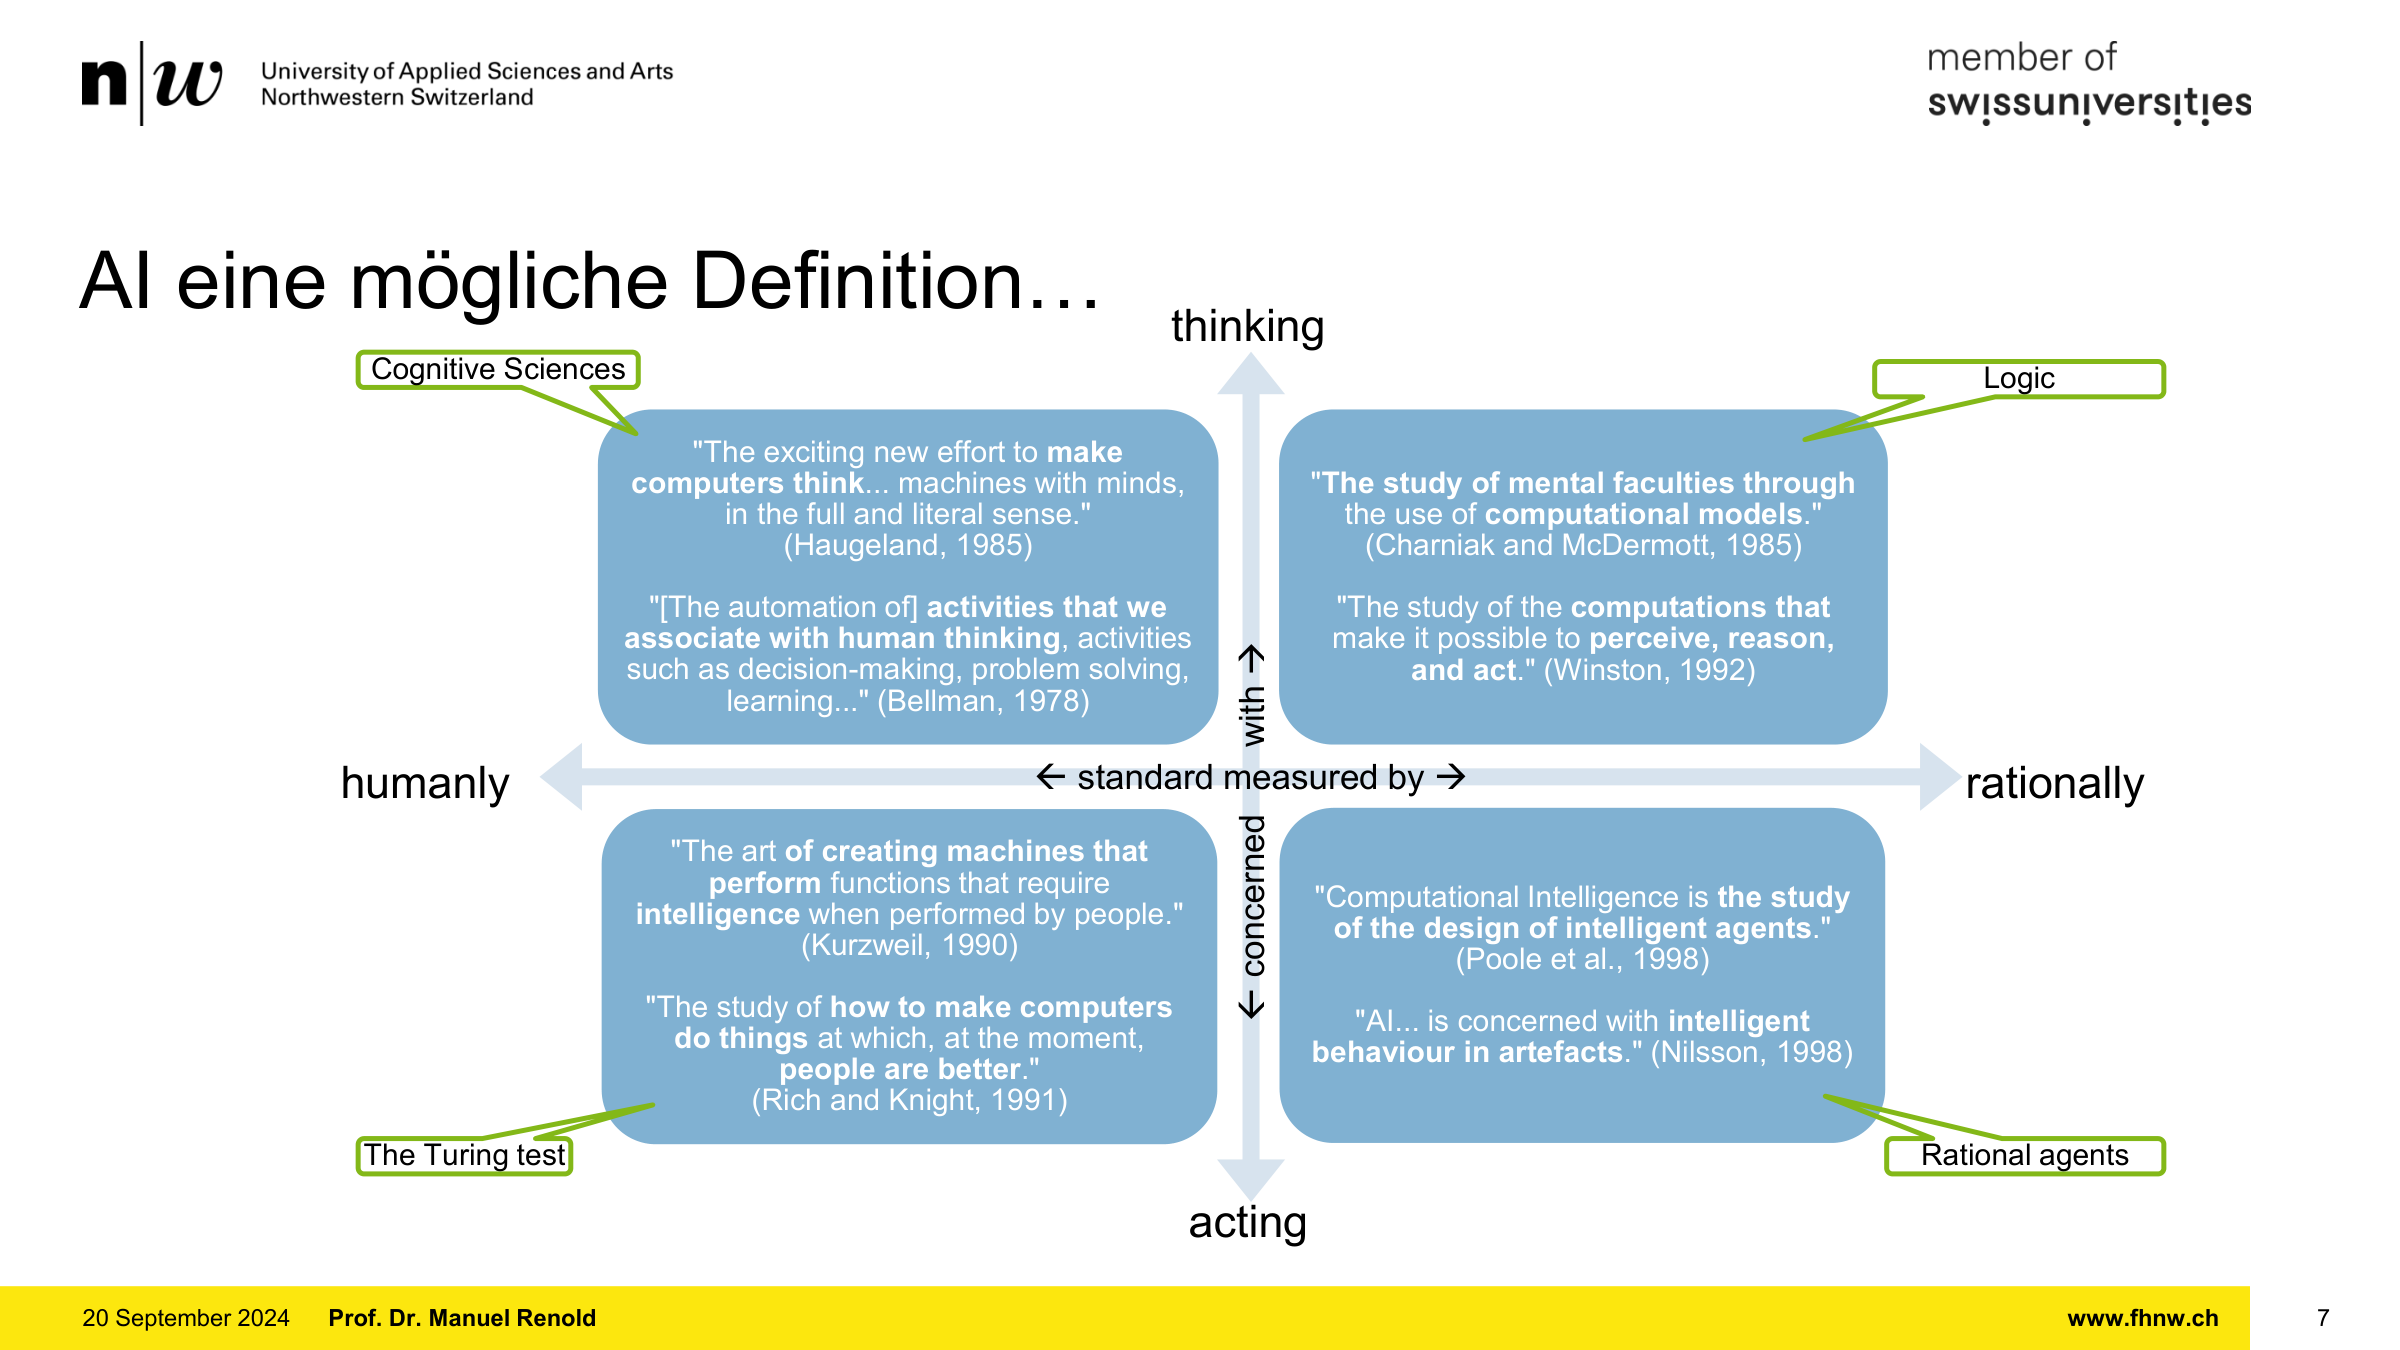 n|w University of Applied Sciences and Arts
Northwestern Switzerland
member of
swissuniversities
AI eine mögliche Definition…
thinking
Cognitive Sciences
Logic
"The exciting new effort to make
computers think... machines with minds,
in the full and literal sense."
(Haugeland, 1985)
"[The automation of] activities that we
associate with human thinking, activities
such as decision-making, problem solving,
learning..." (Bellman, 1978)
"The study of mental faculties through
the use of computational models."
(Charniak and McDermott, 1985)
"The study of the computations that
make it possible to perceive, reason,
and act." (Winston, 1992)
humanly
← standard measured by →
rationally
← concerned with →
"The art of creating machines that
perform functions that require
intelligence when performed by people."
(Kurzweil, 1990)
"The study of how to make computers
do things at which, at the moment,
people are better."
(Rich and Knight, 1991)
"Computational Intelligence is the study
of the design of intelligent agents."
(Poole et al., 1998)
"AI... is concerned with intelligent
behaviour in artefacts." (Nilsson, 1998)
The Turing test
Rational agents
acting
20 September 2024 Prof. Dr. Manuel Renold www.fhnw.ch 7